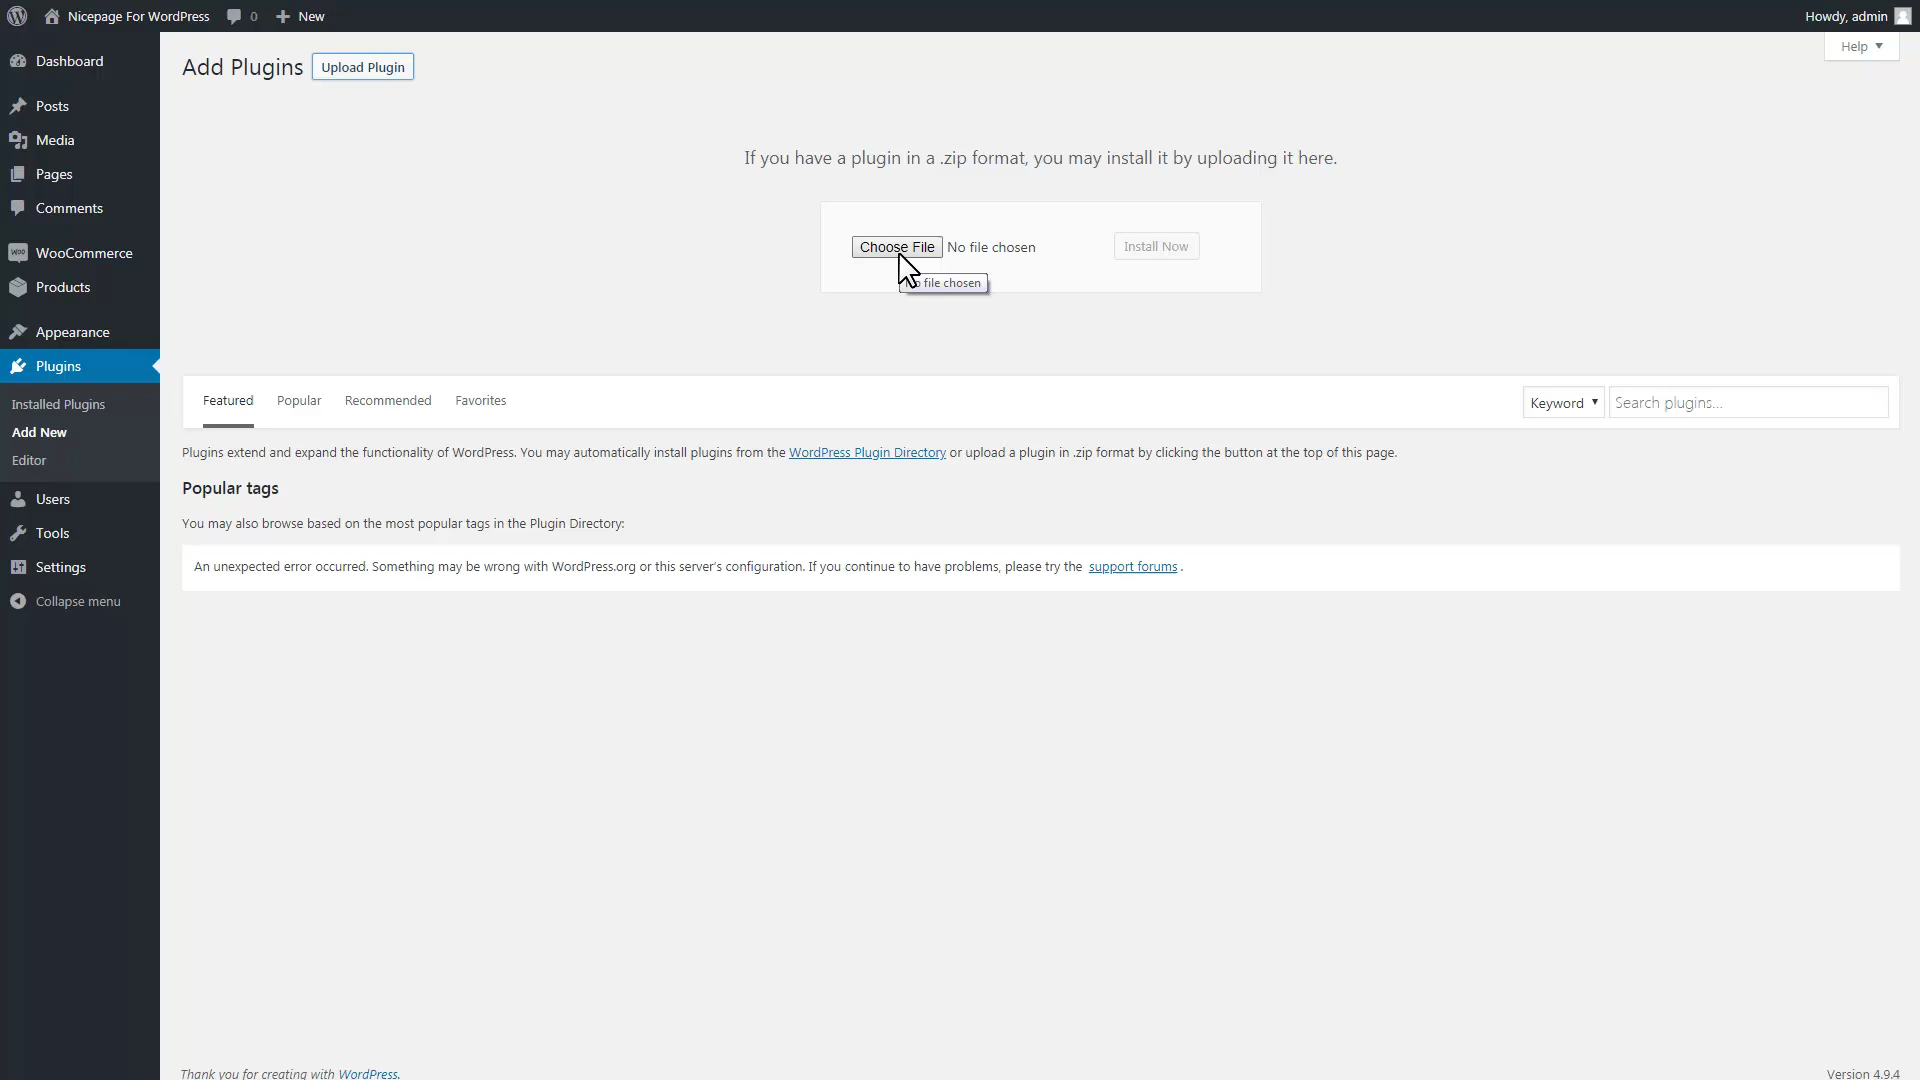 Nicepage For WordPress 0 New Howdy, admin
Help ▼
Dashboard
Posts
Media
Pages
Comments
WooCommerce
Products
Appearance
Plugins
Installed Plugins
Add New
Editor
Users
Tools
Settings
Collapse menu
Add Plugins Upload Plugin
If you have a plugin in a .zip format, you may install it by uploading it here.
Choose File No file chosen Install Now
No file chosen
Featured Popular Recommended Favorites Keyword ▼ Search plugins...
Plugins extend and expand the functionality of WordPress. You may automatically install plugins from the WordPress Plugin Directory or upload a plugin in .zip format by clicking the button at the top of this page.
Popular tags
You may also browse based on the most popular tags in the Plugin Directory:
An unexpected error occurred. Something may be wrong with WordPress.org or this server's configuration. If you continue to have problems, please try the support forums .
Thank you for creating with WordPress. Version 4.9.4